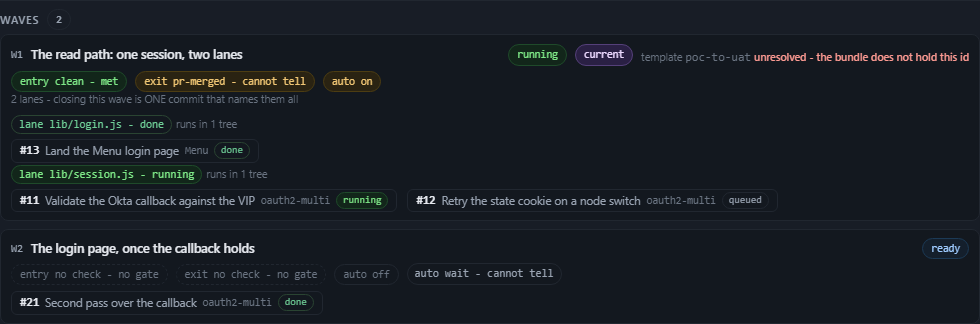 WAVES 2
W1 The read path: one session, two lanes running current template poc-to-uat unresolved - the bundle does not hold this id
entry clean - met exit pr-merged - cannot tell auto on
2 lanes - closing this wave is ONE commit that names them all
lane lib/login.js - done runs in 1 tree
#13 Land the Menu login page Menu done
lane lib/session.js - running runs in 1 tree
#11 Validate the Okta callback against the VIP oauth2-multi running #12 Retry the state cookie on a node switch oauth2-multi queued
W2 The login page, once the callback holds ready
entry no check - no gate exit no check - no gate auto off auto wait - cannot tell
#21 Second pass over the callback oauth2-multi done